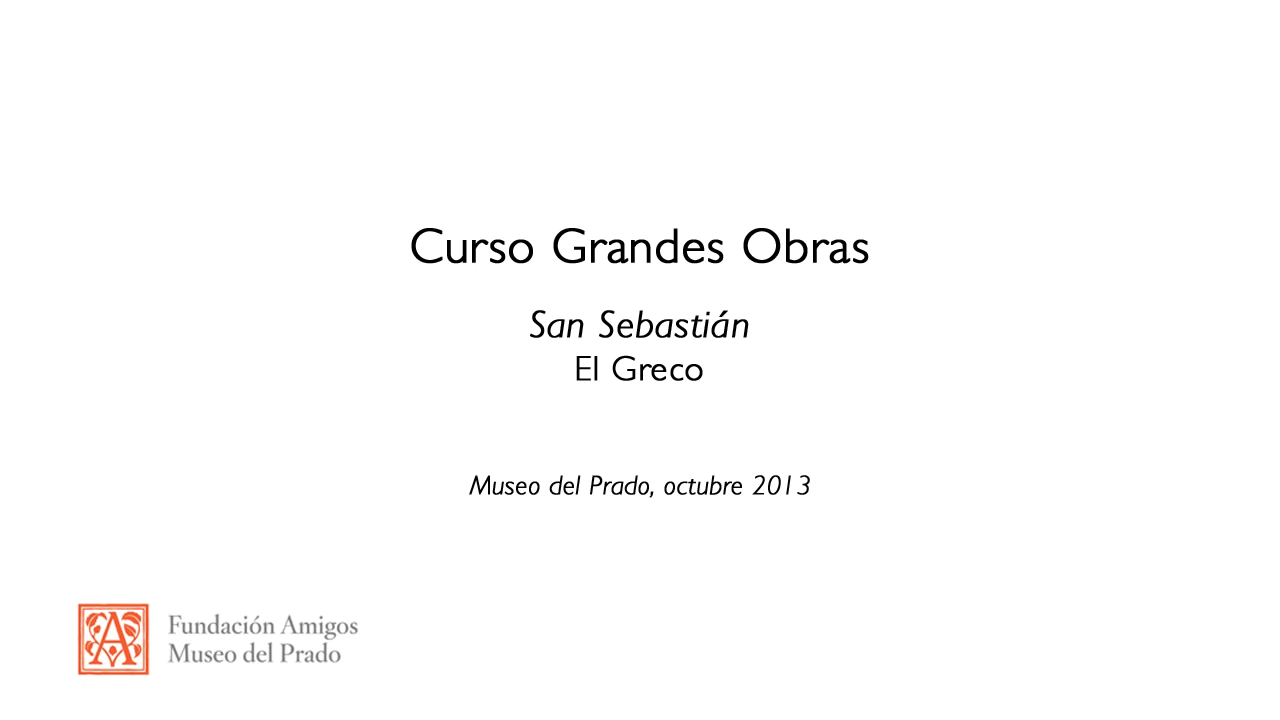 Curso Grandes Obras
San Sebastián
El Greco
Museo del Prado, octubre 2013
Fundación Amigos
Museo del Prado